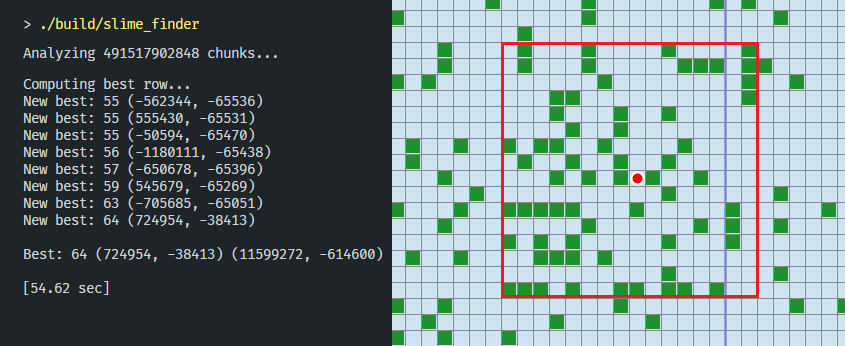 > ./build/slime_finder
Analyzing 491517902848 chunks...
Computing best row...
New best: 55 (-562344, -65536)
New best: 55 (555430, -65531)
New best: 55 (-50594, -65470)
New best: 56 (-1180111, -65438)
New best: 57 (-650678, -65396)
New best: 59 (545679, -65269)
New best: 63 (-705685, -65051)
New best: 64 (724954, -38413)
Best: 64 (724954, -38413) (11599272, -614600)
[54.62 sec]